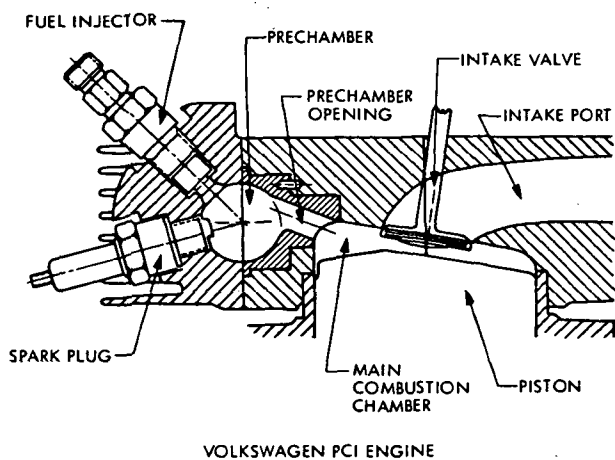 FUEL INJECTOR
PRECHAMBER
INTAKE VALVE
PRECHAMBER
OPENING
INTAKE PORT
SPARK PLUG
MAIN
COMBUSTION
CHAMBER
PISTON
VOLKSWAGEN PCI ENGINE